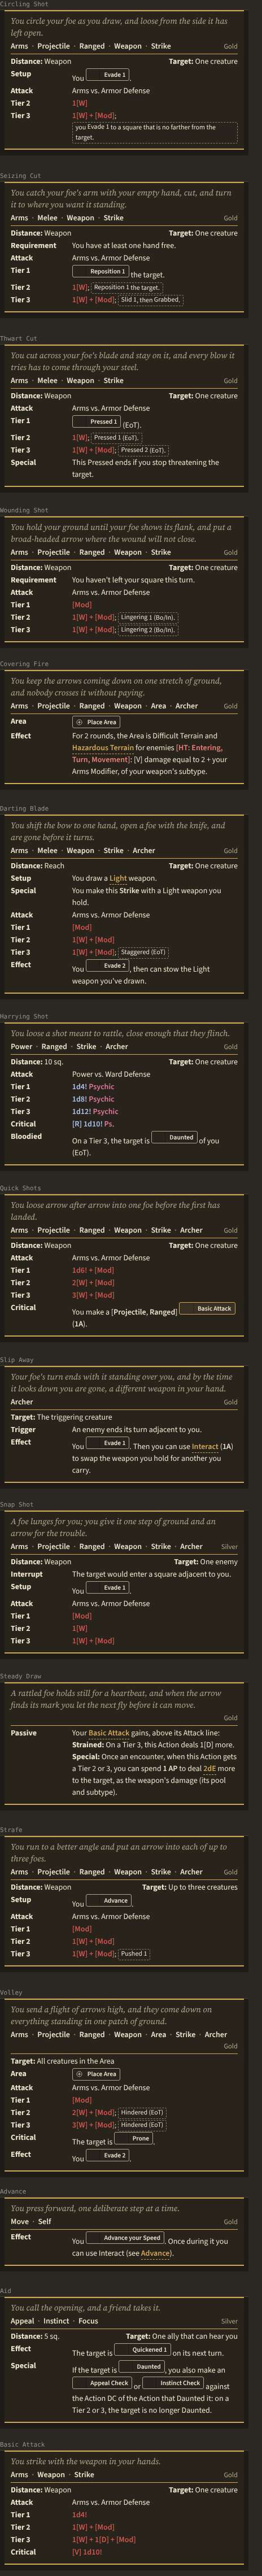 Circling Shot
You circle your foe as you draw, and loose from the side it has
left open.
Arms · Projectile · Ranged · Weapon · Strike Gold
Distance: Weapon Target: One creature
Setup You Evade 1.
Attack Arms vs. Armor Defense
Tier 2 1[W]
Tier 3 1[W] + [Mod];
you Evade 1 to a square that is no farther from the
target.
Seizing Cut
You catch your foe's arm with your empty hand, cut, and turn
it to where you want it standing.
Arms · Melee · Weapon · Strike Gold
Distance: Weapon Target: One creature
Requirement You have at least one hand free.
Attack Arms vs. Armor Defense
Tier 1 Reposition 1 the target.
Tier 2 1[W]; Reposition 1 the target.
Tier 3 1[W] + [Mod]; Slid 1, then Grabbed.
Thwart Cut
You cut across your foe's blade and stay on it, and every blow it
tries has to come through your steel.
Arms · Melee · Weapon · Strike Gold
Distance: Weapon Target: One creature
Attack Arms vs. Armor Defense
Tier 1 Pressed 1 (EoT).
Tier 2 1[W]; Pressed 1 (EoT).
Tier 3 1[W] + [Mod]; Pressed 2 (EoT).
Special This Pressed ends if you stop threatening the
target.
Wounding Shot
You hold your ground until your foe shows its flank, and put a
broad-headed arrow where the wound will not close.
Arms · Projectile · Ranged · Weapon · Strike Gold
Distance: Weapon Target: One creature
Requirement You haven't left your square this turn.
Attack Arms vs. Armor Defense
Tier 1 [Mod]
Tier 2 1[W] + [Mod]; Lingering 1 (Bo/In).
Tier 3 1[W] + [Mod]; Lingering 2 (Bo/In).
Covering Fire
You keep the arrows coming down on one stretch of ground,
and nobody crosses it without paying.
Arms · Projectile · Ranged · Weapon · Area · Archer Gold
Area Place Area
Effect For 2 rounds, the Area is Difficult Terrain and
Hazardous Terrain for enemies [HT: Entering,
Turn, Movement]: [V] damage equal to 2 + your
Arms Modifier, of your weapon's subtype.
Darting Blade
You shift the bow to one hand, open a foe with the knife, and
are gone before it turns.
Arms · Melee · Weapon · Strike · Archer Gold
Distance: Reach Target: One creature
Setup You draw a Light weapon.
Special You make this Strike with a Light weapon you
hold.
Attack Arms vs. Armor Defense
Tier 1 [Mod]
Tier 2 1[W] + [Mod]
Tier 3 1[W] + [Mod]; Staggered (EoT)
Effect You Evade 2, then can stow the Light
weapon you've drawn.
Harrying Shot
You loose a shot meant to rattle, close enough that they flinch.
Power · Ranged · Strike · Archer Gold
Distance: 10 sq. Target: One creature
Attack Power vs. Ward Defense
Tier 1 1d4! Psychic
Tier 2 1d8! Psychic
Tier 3 1d12! Psychic
Critical [R] 1d10! Ps.
Bloodied On a Tier 3, the target is Daunted of you
(EoT).
Quick Shots
You loose arrow after arrow into one foe before the first has
landed.
Arms · Projectile · Ranged · Weapon · Strike · Archer Gold
Distance: Weapon Target: One creature
Attack Arms vs. Armor Defense
Tier 1 1d6! + [Mod]
Tier 2 2[W] + [Mod]
Tier 3 3[W] + [Mod]
Critical You make a [Projectile, Ranged] Basic Attack
(1A).
Slip Away
Your foe's turn ends with it standing over you, and by the time
it looks down you are gone, a different weapon in your hand.
Archer Gold
Target: The triggering creature
Trigger An enemy ends its turn adjacent to you.
Effect You Evade 1. Then you can use Interact (1A)
to swap the weapon you hold for another you
carry.
Snap Shot
A foe lunges for you; you give it one step of ground and an
arrow for the trouble.
Arms · Projectile · Ranged · Weapon · Strike · Archer Silver
Distance: Weapon Target: One enemy
Interrupt The target would enter a square adjacent to you.
Setup You Evade 1.
Attack Arms vs. Armor Defense
Tier 1 [Mod]
Tier 2 1[W]
Tier 3 1[W] + [Mod]
Steady Draw
A rattled foe holds still for a heartbeat, and when the arrow
finds its mark you let the next fly before it can move.
Gold
Passive Your Basic Attack gains, above its Attack line:
Strained: On a Tier 3, this Action deals 1[D] more.
Special: Once an encounter, when this Action gets
a Tier 2 or 3, you can spend 1 AP to deal 2dE more
to the target, as the weapon's damage (its pool
and subtype).
Strafe
You run to a better angle and put an arrow into each of up to
three foes.
Arms · Projectile · Ranged · Weapon · Strike · Archer Gold
Distance: Weapon Target: Up to three creatures
Setup You Advance.
Attack Arms vs. Armor Defense
Tier 1 [Mod]
Tier 2 1[W] + [Mod]
Tier 3 1[W] + [Mod]; Pushed 1
Volley
You send a flight of arrows high, and they come down on
everything standing in one patch of ground.
Arms · Projectile · Ranged · Weapon · Area · Strike · Archer
Gold
Target: All creatures in the Area
Area Place Area
Attack Arms vs. Armor Defense
Tier 1 [Mod]
Tier 2 2[W] + [Mod]; Hindered (EoT)
Tier 3 3[W] + [Mod]; Hindered (EoT)
Critical The target is Prone.
Effect You Evade 2.
Advance
You press forward, one deliberate step at a time.
Move · Self Gold
Effect You Advance your Speed. Once during it you
can use Interact (see Advance).
Aid
You call the opening, and a friend takes it.
Appeal · Instinct · Focus Silver
Distance: 5 sq. Target: One ally that can hear you
Effect The target is Quickened 1 on its next turn.
Special If the target is Daunted, you also make an
Appeal Check or Instinct Check against
the Action DC of the Action that Daunted it: on a
Tier 2 or 3, the target is no longer Daunted.
Basic Attack
You strike with the weapon in your hands.
Arms · Weapon · Strike Gold
Distance: Weapon Target: One creature
Attack Arms vs. Armor Defense
Tier 1 1d4!
Tier 2 1[W] + [Mod]
Tier 3 1[W] + 1[D] + [Mod]
Critical [V] 1d10!